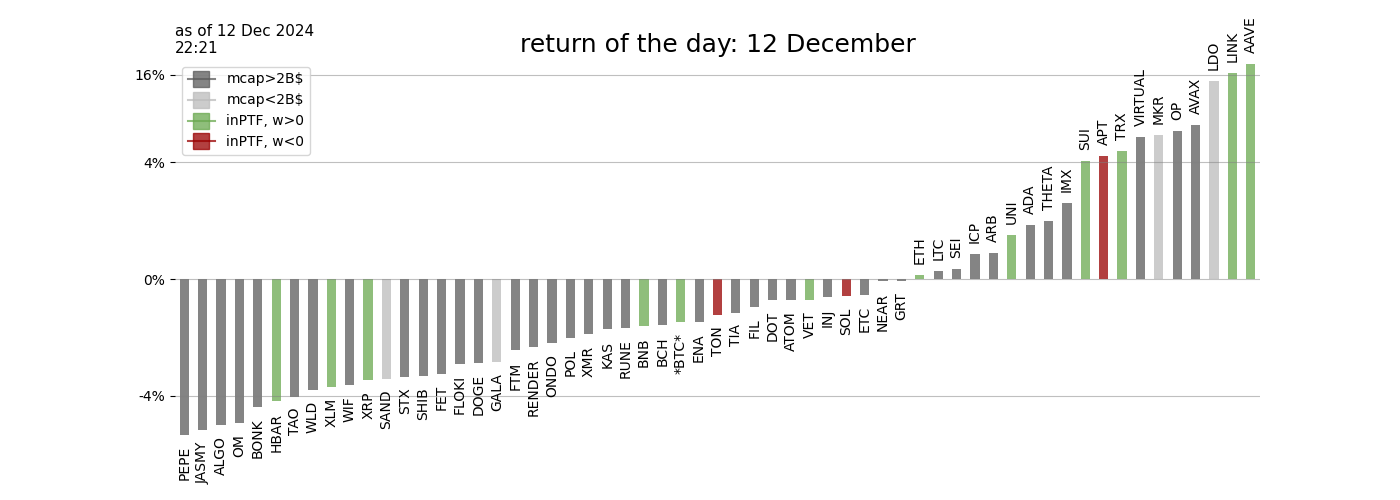 as of 12 Dec 2024
22:21
return of the day: 12 December
16%
4%
0%
-4%
mcap>2B$
mcap<2B$
inPTF, w>0
inPTF, w<0
PEPE
JASMY
ALGO
OM
BONK
HBAR
TAO
WLD
XLM
WIF
XRP
SAND
STX
SHIB
FET
FLOKI
DOGE
GALA
FTM
RENDER
ONDO
POL
XMR
KAS
RUNE
BNB
BCH
*BTC*
ENA
TON
TIA
FIL
DOT
ATOM
VET
INJ
SOL
ETC
NEAR
GRT
ETH
LTC
SEI
ICP
ARB
UNI
ADA
THETA
IMX
SUI
APT
TRX
VIRTUAL
MKR
OP
AVAX
LDO
LINK
AAVE